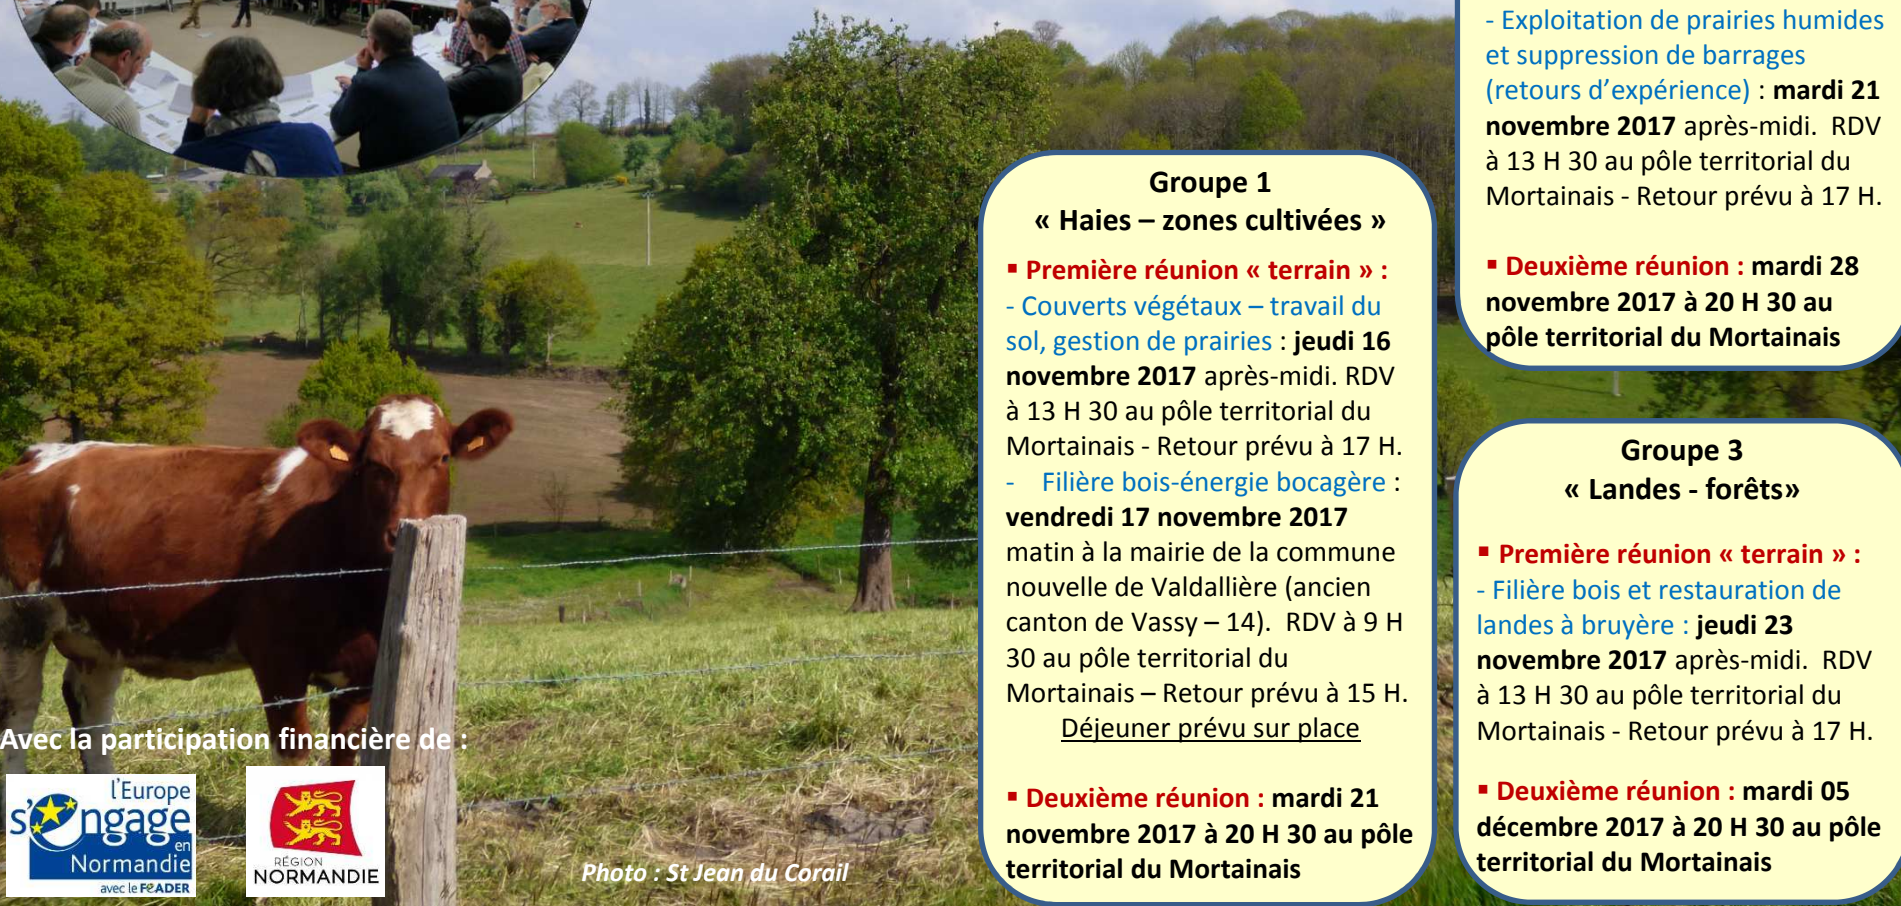 - Exploitation de prairies humides
et suppression de barrages
(retours d'expérience) : mardi 21
novembre 2017 après-midi. RDV
à 13 H 30 au pôle territorial du
Mortainais - Retour prévu à 17 H.
▪ Deuxième réunion : mardi 28
novembre 2017 à 20 H 30 au
pôle territorial du Mortainais
Groupe 1
« Haies – zones cultivées »
▪ Première réunion « terrain » :
- Couverts végétaux – travail du
sol, gestion de prairies : jeudi 16
novembre 2017 après-midi. RDV
à 13 H 30 au pôle territorial du
Mortainais - Retour prévu à 17 H.
- Filière bois-énergie bocagère :
vendredi 17 novembre 2017
matin à la mairie de la commune
nouvelle de Valdallière (ancien
canton de Vassy – 14). RDV à 9 H
30 au pôle territorial du
Mortainais – Retour prévu à 15 H.
Déjeuner prévu sur place
▪ Deuxième réunion : mardi 21
novembre 2017 à 20 H 30 au pôle
territorial du Mortainais
Groupe 3
« Landes - forêts»
▪ Première réunion « terrain » :
- Filière bois et restauration de
landes à bruyère : jeudi 23
novembre 2017 après-midi. RDV
à 13 H 30 au pôle territorial du
Mortainais - Retour prévu à 17 H.
▪ Deuxième réunion : mardi 05
décembre 2017 à 20 H 30 au pôle
territorial du Mortainais
Avec la participation financière de :
l'Europe
s'engage
en
Normandie
avec le FEADER
RÉGION
NORMANDIE
Photo : St Jean du Corail